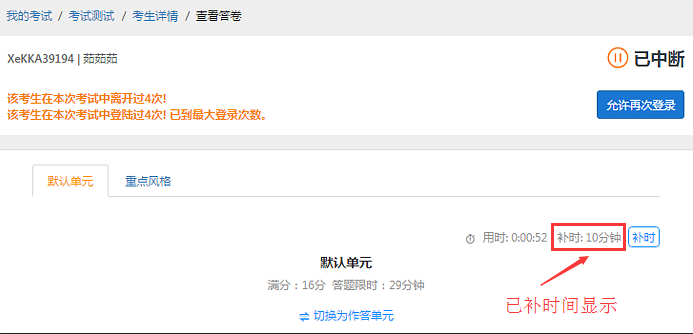 我的考试 / 考试测试 / 考生详情 / 查看答卷
XeKKA39194 | 茹茹茹
已中断
该考生在本次考试中离开过4次!
该考生在本次考试中登陆过4次! 已到最大登录次数。
允许再次登录
默认单元 重点风格
用时: 0:00:52 补时: 10分钟 补时
默认单元
满分：16分 答题限时：29分钟
已补时间显示
切换为作答单元